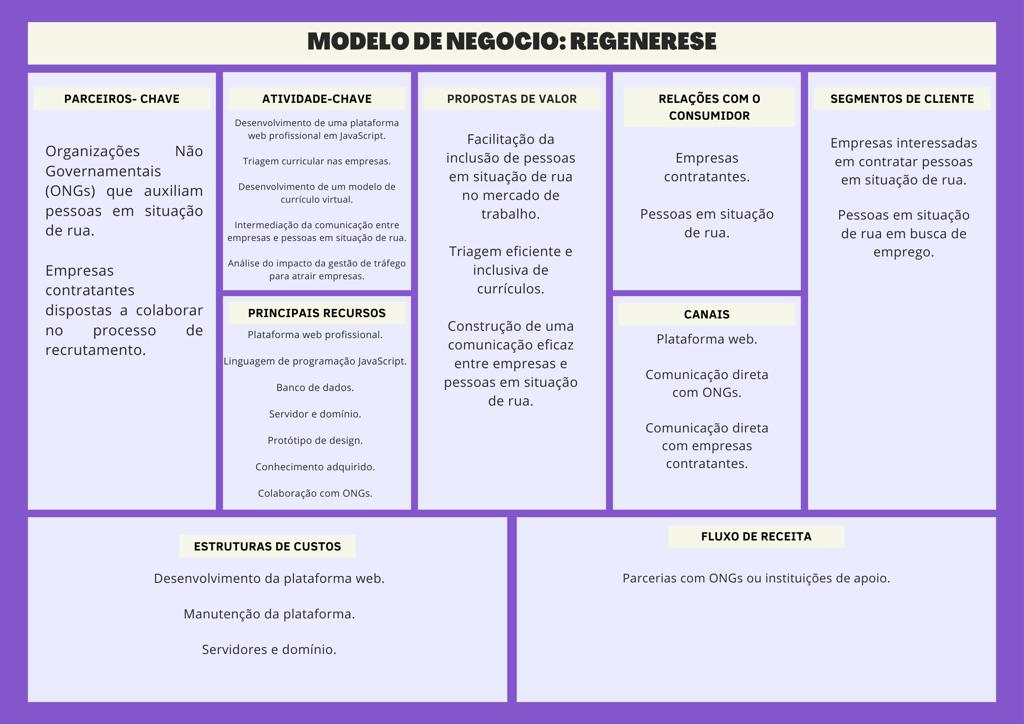 MODELO DE NEGOCIO: REGENERESE
PARCEIROS- CHAVE
Organizações Não
Governamentais
(ONGs) que auxiliam
pessoas em situação
de rua.
Empresas
contratantes
dispostas a colaborar
no processo de
recrutamento.
ATIVIDADE-CHAVE
Desenvolvimento de uma plataforma
web profissional em JavaScript.
Triagem curricular nas empresas.
Desenvolvimento de um modelo de
currículo virtual.
Intermediação da comunicação entre
empresas e pessoas em situação de rua.
Análise do impacto da gestão de tráfego
para atrair empresas.
PRINCIPAIS RECURSOS
Plataforma web profissional.
Linguagem de programação JavaScript.
Banco de dados.
Servidor e domínio.
Protótipo de design.
Conhecimento adquirido.
Colaboração com ONGs.
PROPOSTAS DE VALOR
Facilitação da
inclusão de pessoas
em situação de rua
no mercado de
trabalho.
Triagem eficiente e
inclusiva de
currículos.
Construção de uma
comunicação eficaz
entre empresas e
pessoas em situação
de rua.
RELAÇÕES COM O
CONSUMIDOR
Empresas
contratantes.
Pessoas em situação
de rua.
CANAIS
Plataforma web.
Comunicação direta
com ONGs.
Comunicação direta
com empresas
contratantes.
SEGMENTOS DE CLIENTE
Empresas interessadas
em contratar pessoas
em situação de rua.
Pessoas em situação
de rua em busca de
emprego.
ESTRUTURAS DE CUSTOS
Desenvolvimento da plataforma web.
Manutenção da plataforma.
Servidores e domínio.
FLUXO DE RECEITA
Parcerias com ONGs ou instituições de apoio.